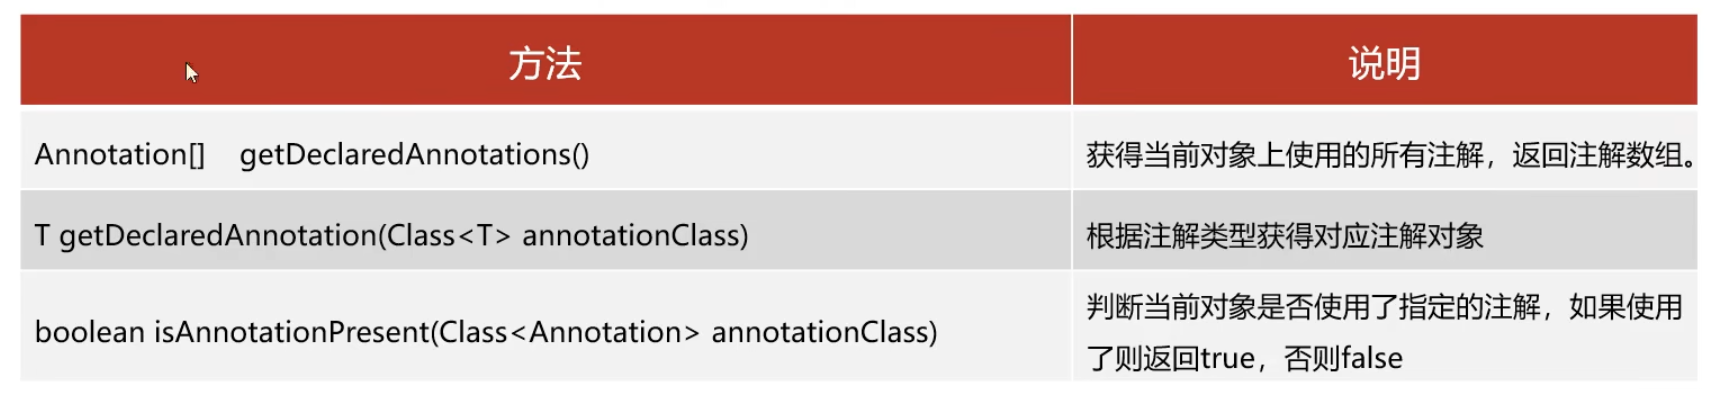 方法
说明
Annotation[] getDeclaredAnnotations()
获得当前对象上使用的所有注解，返回注解数组。
T getDeclaredAnnotation(Class<T> annotationClass)
根据注解类型获得对应注解对象
boolean isAnnotationPresent(Class<Annotation> annotationClass)
判断当前对象是否使用了指定的注解，如果使用
了则返回true，否则false